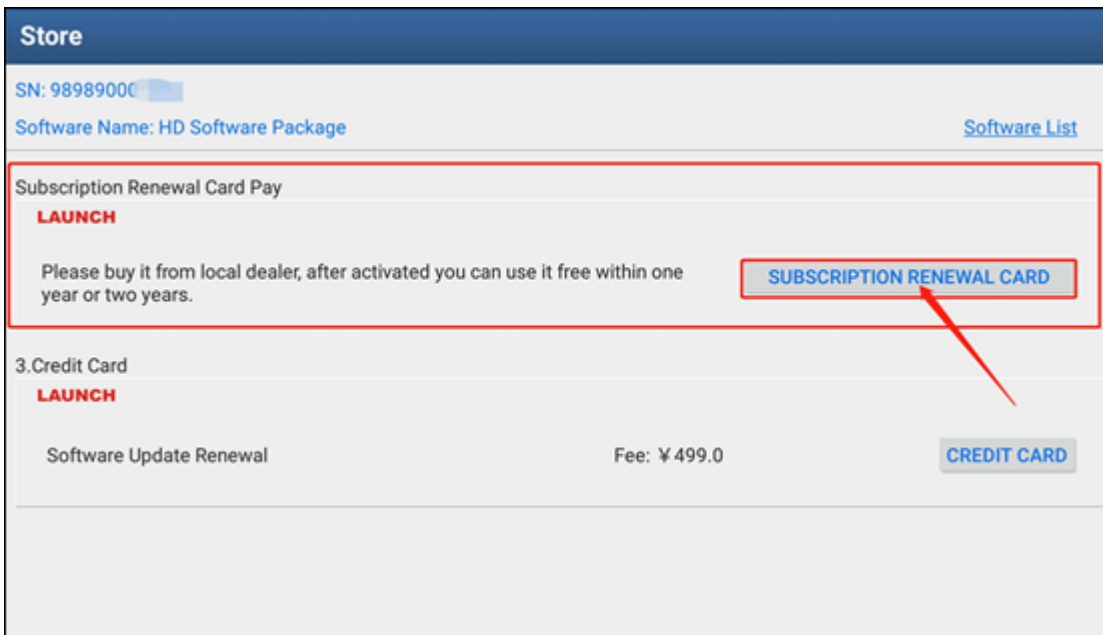 Store
SN: 98989000
Software Name: HD Software Package
Software List
Subscription Renewal Card Pay
LAUNCH
Please buy it from local dealer, after activated you can use it free within one
year or two years.
SUBSCRIPTION RENEWAL CARD
3.Credit Card
LAUNCH
Software Update Renewal
Fee: ¥499.0
CREDIT CARD